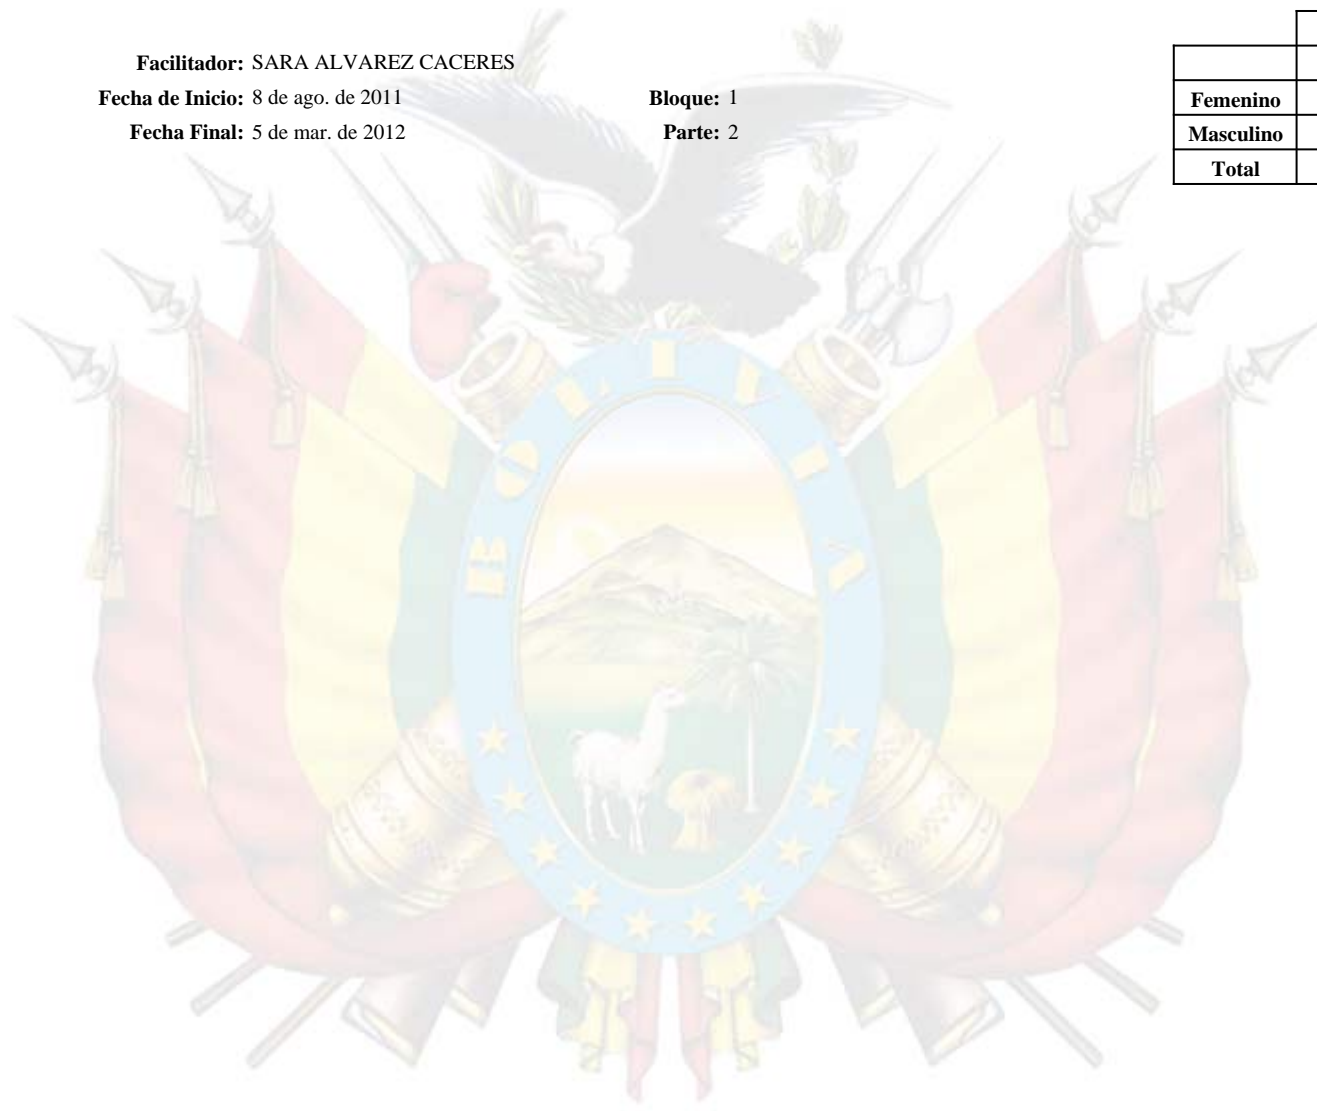 Facilitador: SARA ALVAREZ CACERES
Fecha de Inicio: 8 de ago. de 2011 Bloque: 1
Fecha Final: 5 de mar. de 2012 Parte: 2
Femenino
Masculino
Total
BOLIVIA